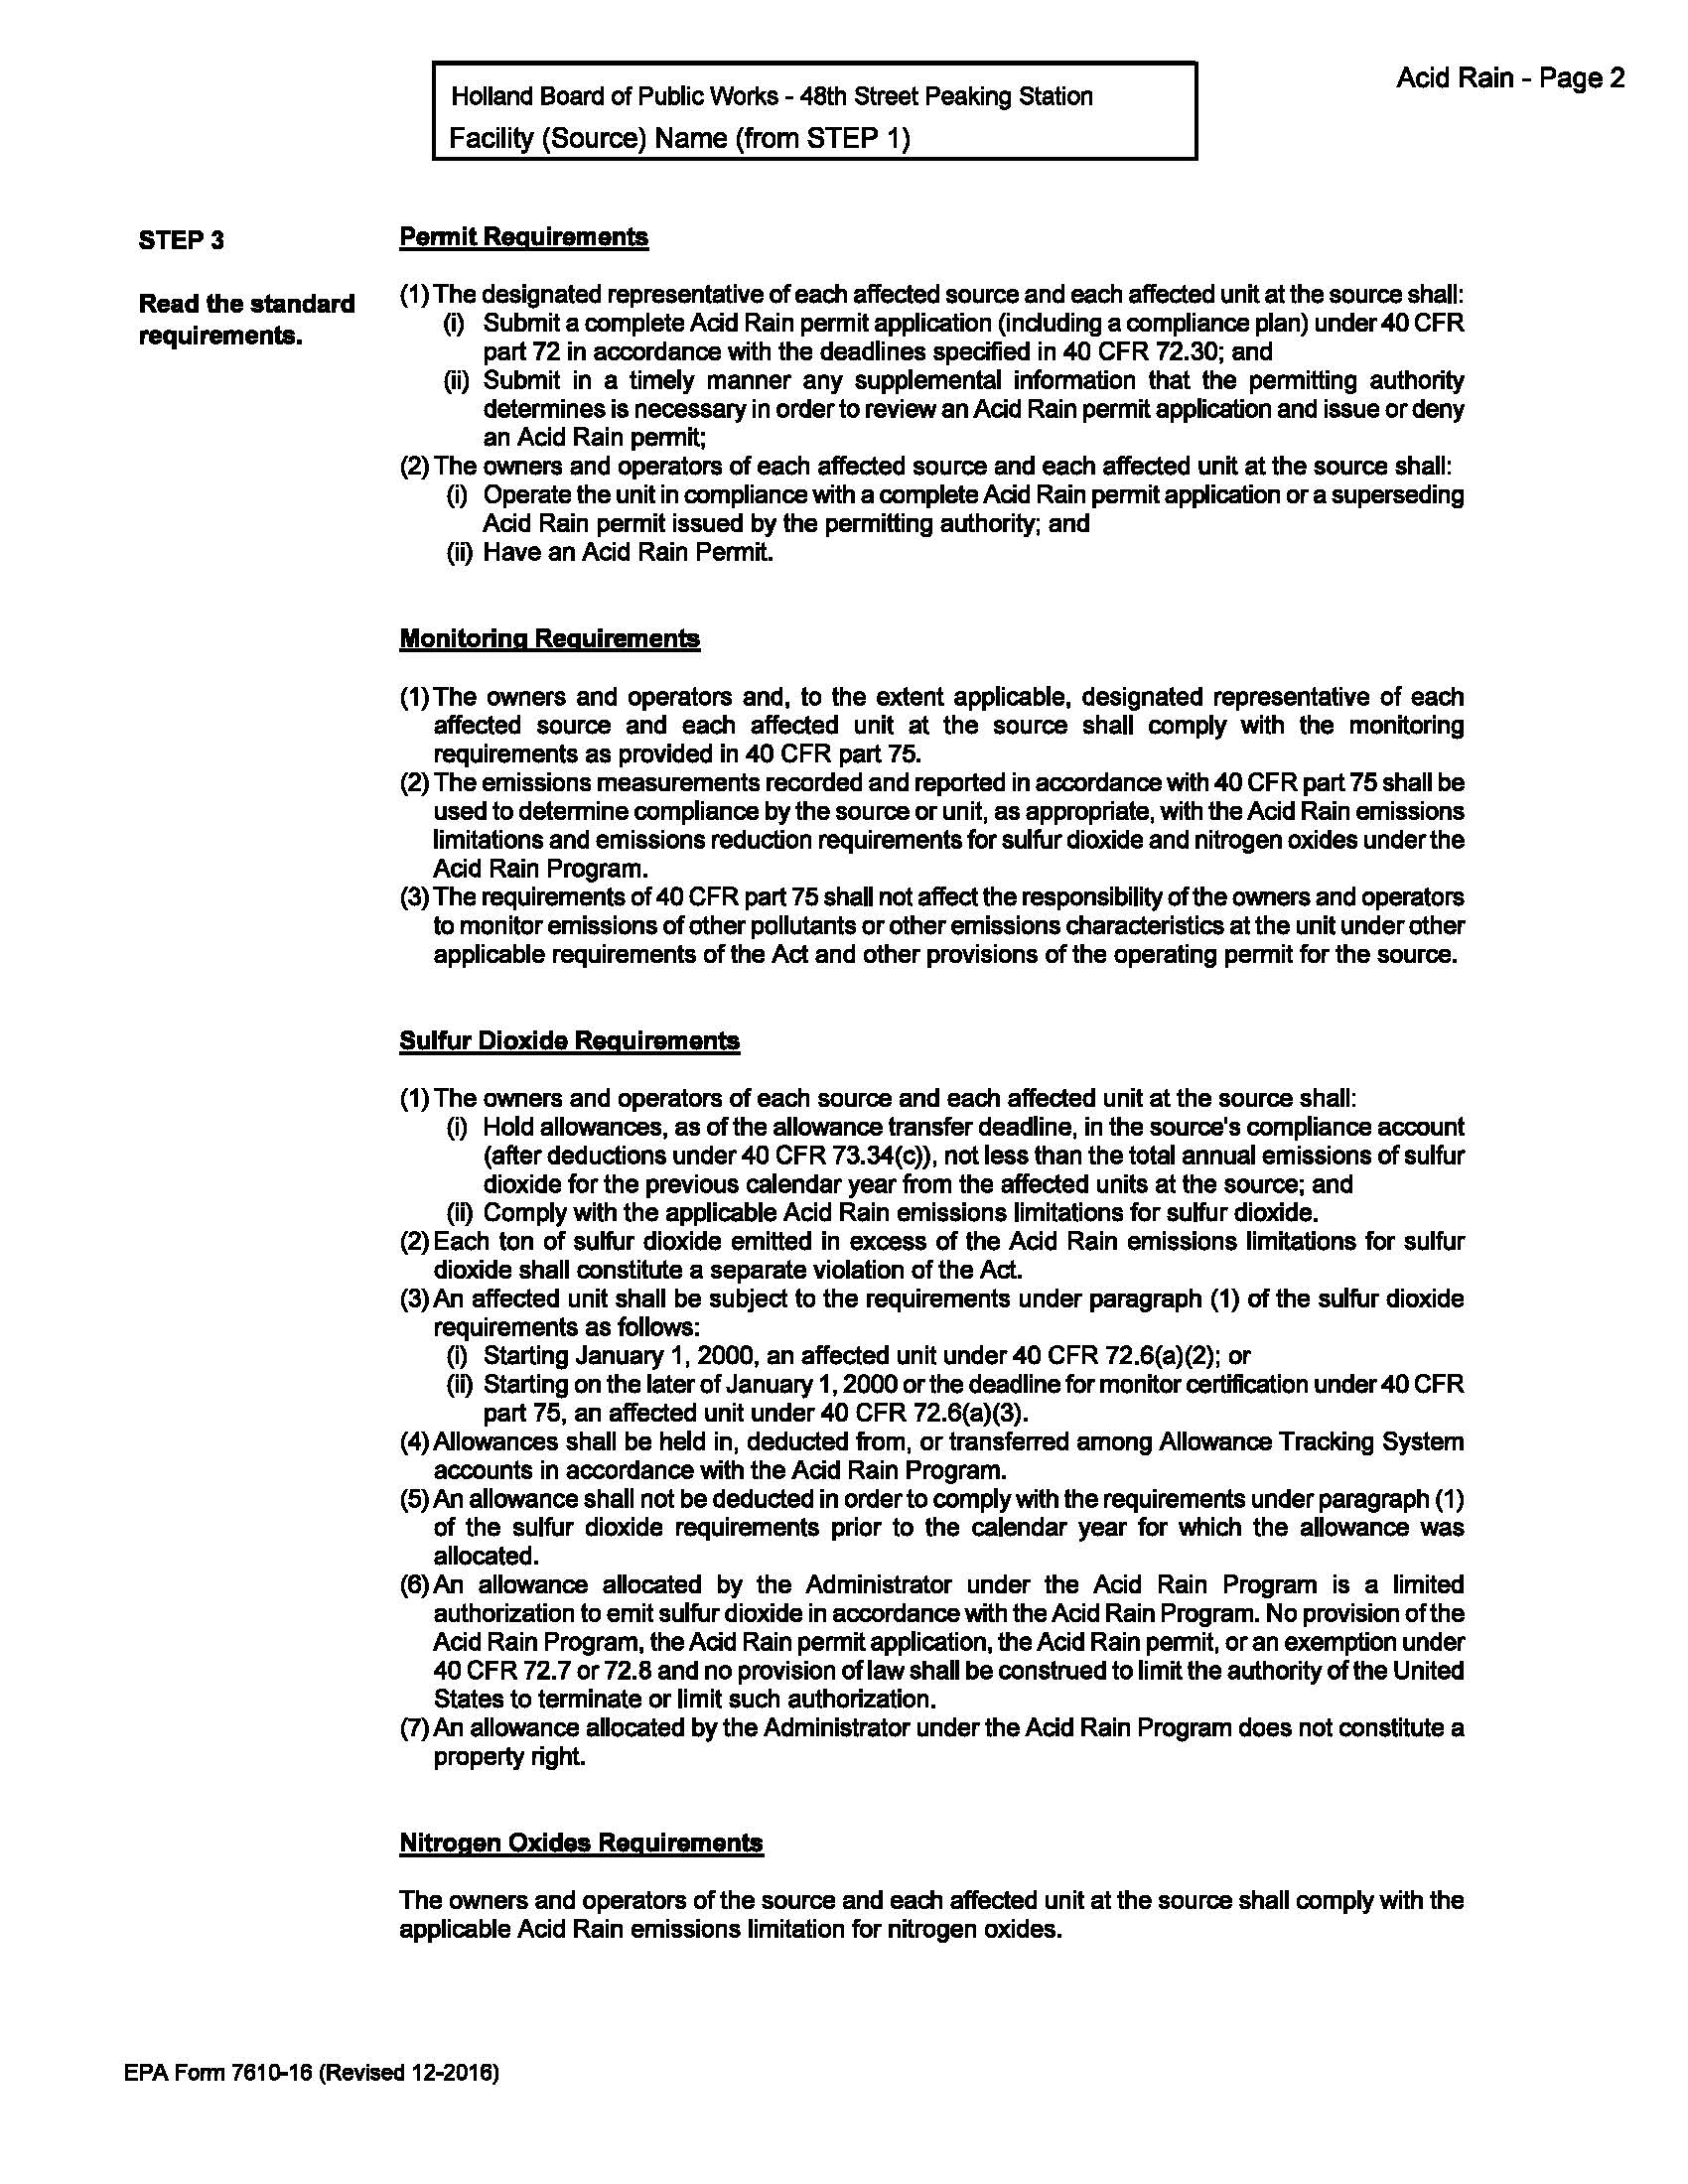 Acid Rain - Page 2
Holland Board of Public Works - 48th Street Peaking Station
Facility (Source) Name (from STEP 1)
STEP 3
Read the standard
requirements.
Permit Requirements
(1) The designated representative of each affected source and each affected unit at the source shall:
(i) Submit a complete Acid Rain permit application (including a compliance plan) under 40 CFR
part 72 in accordance with the deadlines specified in 40 CFR 72.30; and
(ii) Submit in a timely manner any supplemental information that the permitting authority
determines is necessary in order to review an Acid Rain permit application and issue or deny
an Acid Rain permit;
(2) The owners and operators of each affected source and each affected unit at the source shall:
(i) Operate the unit in compliance with a complete Acid Rain permit application or a superseding
Acid Rain permit issued by the permitting authority; and
(ii) Have an Acid Rain Permit.
Monitoring Requirements
(1) The owners and operators and, to the extent applicable, designated representative of each
affected source and each affected unit at the source shall comply with the monitoring
requirements as provided in 40 CFR part 75.
(2) The emissions measurements recorded and reported in accordance with 40 CFR part 75 shall be
used to determine compliance by the source or unit, as appropriate, with the Acid Rain emissions
limitations and emissions reduction requirements for sulfur dioxide and nitrogen oxides under the
Acid Rain Program.
(3) The requirements of 40 CFR part 75 shall not affect the responsibility of the owners and operators
to monitor emissions of other pollutants or other emissions characteristics at the unit under other
applicable requirements of the Act and other provisions of the operating permit for the source.
Sulfur Dioxide Requirements
(1) The owners and operators of each source and each affected unit at the source shall:
(i) Hold allowances, as of the allowance transfer deadline, in the source's compliance account
(after deductions under 40 CFR 73.34(c)), not less than the total annual emissions of sulfur
dioxide for the previous calendar year from the affected units at the source; and
(ii) Comply with the applicable Acid Rain emissions limitations for sulfur dioxide.
(2) Each ton of sulfur dioxide emitted in excess of the Acid Rain emissions limitations for sulfur
dioxide shall constitute a separate violation of the Act.
(3) An affected unit shall be subject to the requirements under paragraph (1) of the sulfur dioxide
requirements as follows:
(i) Starting January 1, 2000, an affected unit under 40 CFR 72.6(a)(2); or
(ii) Starting on the later of January 1, 2000 or the deadline for monitor certification under 40 CFR
part 75, an affected unit under 40 CFR 72.6(a)(3).
(4) Allowances shall be held in, deducted from, or transferred among Allowance Tracking System
accounts in accordance with the Acid Rain Program.
(5) An allowance shall not be deducted in order to comply with the requirements under paragraph (1)
of the sulfur dioxide requirements prior to the calendar year for which the allowance was
allocated.
(6) An allowance allocated by the Administrator under the Acid Rain Program is a limited
authorization to emit sulfur dioxide in accordance with the Acid Rain Program. No provision of the
Acid Rain Program, the Acid Rain permit application, the Acid Rain permit, or an exemption under
40 CFR 72.7 or 72.8 and no provision of law shall be construed to limit the authority of the United
States to terminate or limit such authorization.
(7) An allowance allocated by the Administrator under the Acid Rain Program does not constitute a
property right.
Nitrogen Oxides Requirements
The owners and operators of the source and each affected unit at the source shall comply with the
applicable Acid Rain emissions limitation for nitrogen oxides.
EPA Form 7610-16 (Revised 12-2016)